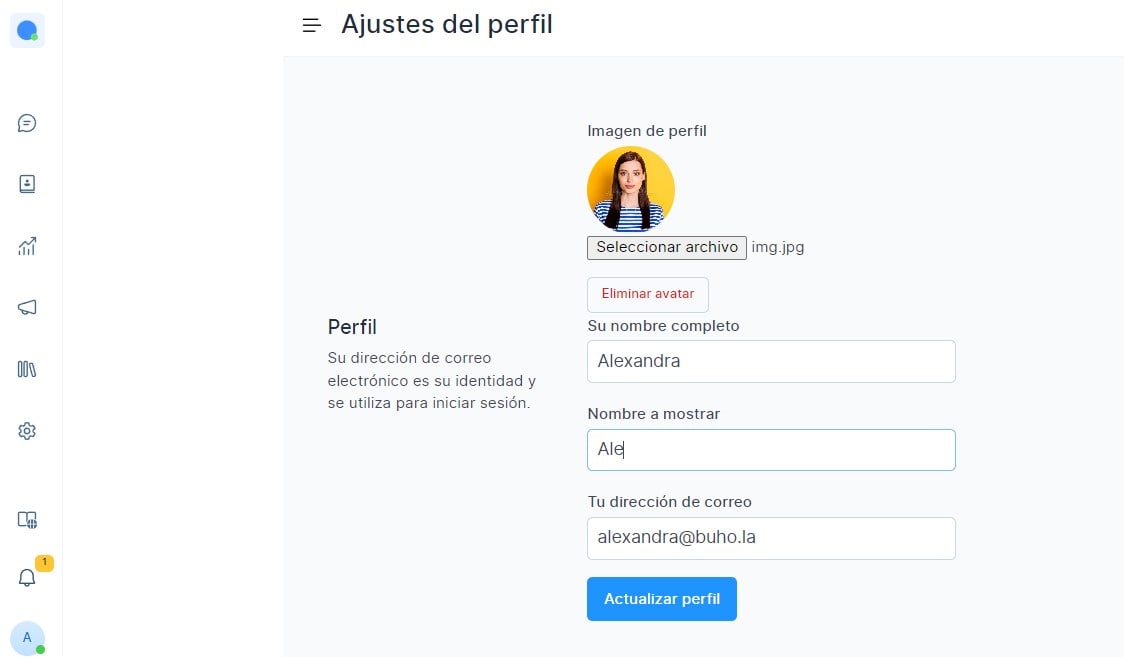 Ajustes del perfil
Imagen de perfil
Seleccionar archivo img.jpg
Eliminar avatar
Perfil
Su dirección de correo
electrónico es su identidad y
se utiliza para iniciar sesión.
Su nombre completo
Alexandra
Nombre a mostrar
Ale
Tu dirección de correo
alexandra@buho.la
Actualizar perfil
1
A